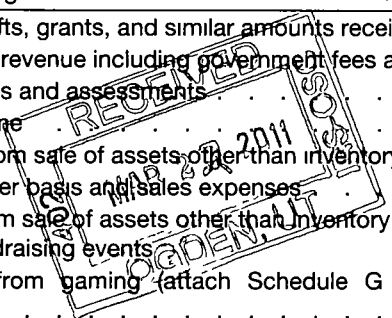 fts, grants, and similar amounts recei
revenue including government fees a
s and assessments . . .
ne . . . . .
om sale of assets other than inventory
er basis and sales expenses . .
m sale of assets other than inventory
draising events
from gaming (attach Schedule G
RECEIVED
MAR 2 2011
OGDEN, UT